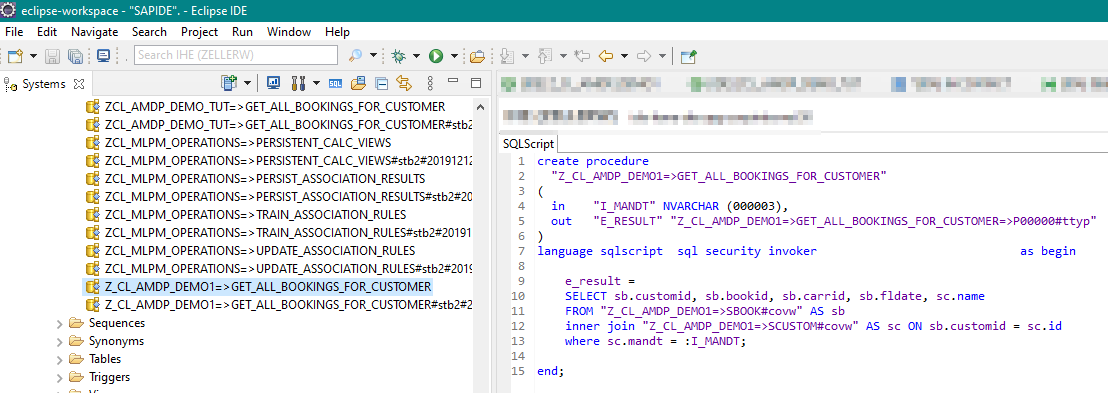 eclipse-workspace - "SAPIDE". - Eclipse IDE
File Edit Navigate Search Project Run Window Help
Search IHE (ZELLERW)
Systems
ZCL_AMDP_DEMO_TUT=>GET_ALL_BOOKINGS_FOR_CUSTOMER
ZCL_AMDP_DEMO_TUT=>GET_ALL_BOOKINGS_FOR_CUSTOMER#stb2
ZCL_MLPM_OPERATIONS=>PERSISTENT_CALC_VIEWS
ZCL_MLPM_OPERATIONS=>PERSISTENT_CALC_VIEWS#stb2#20191212
ZCL_MLPM_OPERATIONS=>PERSIST_ASSOCIATION_RESULTS
ZCL_MLPM_OPERATIONS=>PERSIST_ASSOCIATION_RESULTS#stb2#20
ZCL_MLPM_OPERATIONS=>TRAIN_ASSOCIATION_RULES
ZCL_MLPM_OPERATIONS=>TRAIN_ASSOCIATION_RULES#stb2#20191
ZCL_MLPM_OPERATIONS=>UPDATE_ASSOCIATION_RULES
ZCL_MLPM_OPERATIONS=>UPDATE_ASSOCIATION_RULES#stb2#2019
Z_CL_AMDP_DEMO1=>GET_ALL_BOOKINGS_FOR_CUSTOMER
Z_CL_AMDP_DEMO1=>GET_ALL_BOOKINGS_FOR_CUSTOMER#stb2#2
Sequences
Synonyms
Tables
Triggers
SQLScript
1 create procedure
2 "Z_CL_AMDP_DEMO1=>GET_ALL_BOOKINGS_FOR_CUSTOMER"
3 (
4 in "I_MANDT" NVARCHAR (000003),
5 out "E_RESULT" "Z_CL_AMDP_DEMO1=>GET_ALL_BOOKINGS_FOR_CUSTOMER=>P00000#ttyp"
6 )
7 language sqlscript sql security invoker as begin
8
9 e_result =
10 SELECT sb.customid, sb.bookid, sb.carrid, sb.fldate, sc.name
11 FROM "Z_CL_AMDP_DEMO1=>SBOOK#covw" AS sb
12 inner join "Z_CL_AMDP_DEMO1=>SCUSTOM#covw" AS sc ON sb.customid = sc.id
13 where sc.mandt = :I_MANDT;
14
15 end;